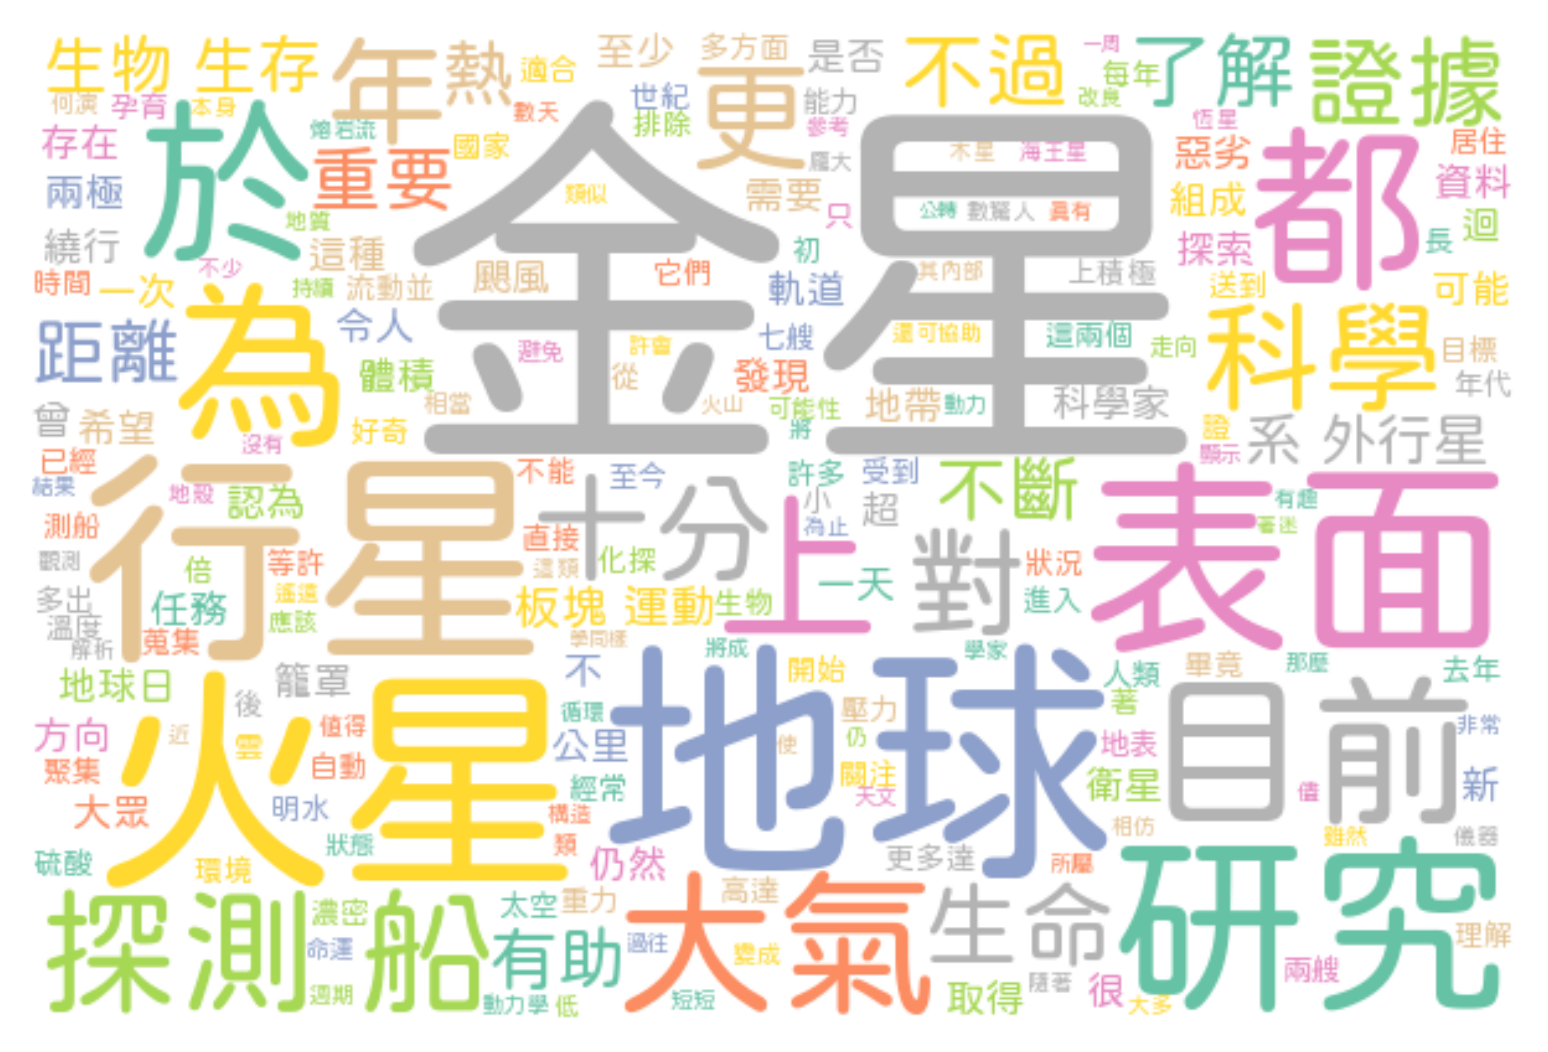 生物 生存 年 熱 適合 至少 多方面 是否 不過 一周 每年 了解 證據
何演 孕育 本身 數天 世紀 更 能力 改良
存在 於 熔岩流 國家 排除 參考 恆星 惡劣 都 居住
兩極 重要 類似 金星 需要 龐大 木星 海王星 組成 資料
地質 只 公轉 數驚人 真有 迴
繞行 這種 初 探索 長
時間 一次 不少 持續 流動並 颶風 它們 軌道 其內部 上積極 送到 可能
距離 為 令人 七艘 還可協助 這兩個 走向 科學 目標
體積 避免 許會 從 發現 年代
曾 希望 相當 火山 可能性 地帶 動力 科學家
沒有 好奇 將 證 系 外行星
已經 不能 至今 許多 受到 不斷 顯示
結果 行星 地殼 認為 十分 小 超 表面 有趣
測船 直接 上 為止 對 著迷
觀測 倍 等許 這類 化探 一天 狀況
多出 任務 遙遠 板塊 運動 生物 進入
溫度 應該
解析 蒐集 學同樣 將成 學家
地球日 籠罩 不 開始 人類 畢竟 那麼 去年
火星 後 循環 地球 壓力 著 目前
方向 近 雲 值得 公里 使 仍 地表 非常
聚集 自動 經常 關注 衛星 新
大眾 明水 構造 天文 相仿 值
硫酸 狀態 類 仍然 更多達 所屬 雖然 儀器
環境
探測船 濃密 太空 重力 高達 生命 研究
命運 有助 過往 大氣 變成 理解
週期 動力學 低 短短 取得 隨著 很 大多 兩艘